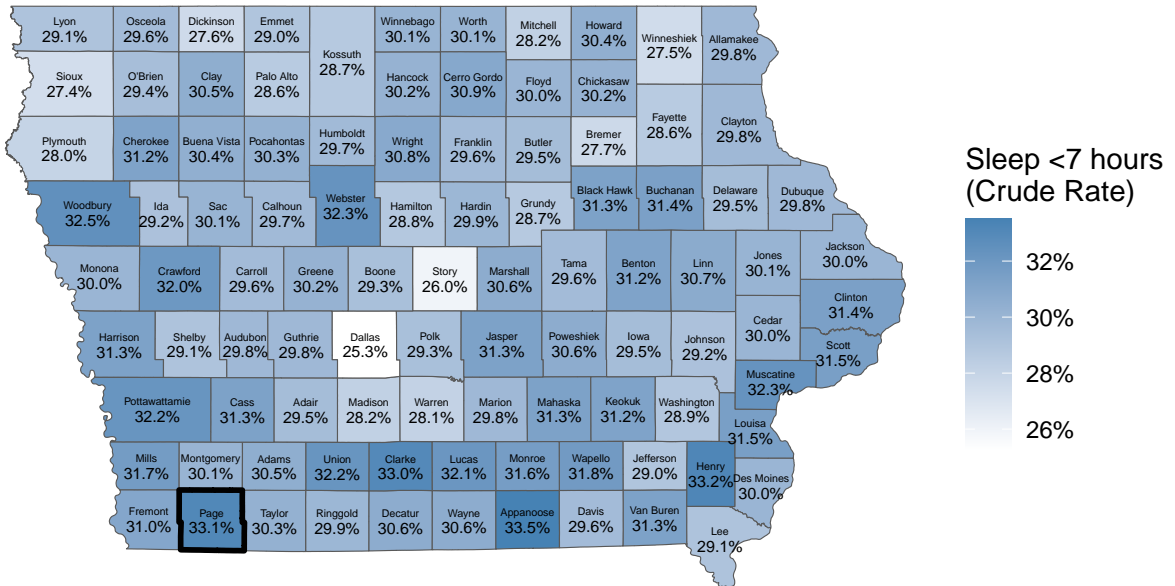 Lyon
29.1%
Osceola
29.6%
Dickinson
27.6%
Emmet
29.0%
Kossuth
28.7%
Winnebago
30.1%
Worth
30.1%
Mitchell
28.2%
Howard
30.4%
Winneshiek
27.5%
Allamakee
29.8%
Sioux
27.4%
O'Brien
29.4%
Clay
30.5%
Palo Alto
28.6%
Hancock
30.2%
Cerro Gordo
30.9%
Floyd
30.0%
Chickasaw
30.2%
Fayette
28.6%
Clayton
29.8%
Plymouth
28.0%
Cherokee
31.2%
Buena Vista
30.4%
Pocahontas
30.3%
Humboldt
29.7%
Wright
30.8%
Franklin
29.6%
Butler
29.5%
Bremer
27.7%
Woodbury
32.5%
Ida
29.2%
Sac
30.1%
Calhoun
29.7%
Webster
32.3%
Hamilton
28.8%
Hardin
29.9%
Grundy
28.7%
Black Hawk
31.3%
Buchanan
31.4%
Delaware
29.5%
Dubuque
29.8%
Monona
30.0%
Crawford
32.0%
Carroll
29.6%
Greene
30.2%
Boone
29.3%
Story
26.0%
Marshall
30.6%
Tama
29.6%
Benton
31.2%
Linn
30.7%
Jones
30.1%
Jackson
30.0%
Clinton
31.4%
Harrison
31.3%
Shelby
29.1%
Audubon
29.8%
Guthrie
29.8%
Dallas
25.3%
Polk
29.3%
Jasper
31.3%
Poweshiek
30.6%
Iowa
29.5%
Johnson
29.2%
Cedar
30.0%
Scott
31.5%
Muscatine
32.3%
Pottawattamie
32.2%
Cass
31.3%
Adair
29.5%
Madison
28.2%
Warren
28.1%
Marion
29.8%
Mahaska
31.3%
Keokuk
31.2%
Washington
28.9%
Louisa
31.5%
Mills
31.7%
Montgomery
30.1%
Adams
30.5%
Union
32.2%
Clarke
33.0%
Lucas
32.1%
Monroe
31.6%
Wapello
31.8%
Jefferson
29.0%
Henry
33.2%
Des Moines
30.0%
Fremont
31.0%
Page
33.1%
Taylor
30.3%
Ringgold
29.9%
Decatur
30.6%
Wayne
30.6%
Appanoose
33.5%
Davis
29.6%
Van Buren
31.3%
Lee
29.1%
Sleep <7 hours
(Crude Rate)
32%
30%
28%
26%